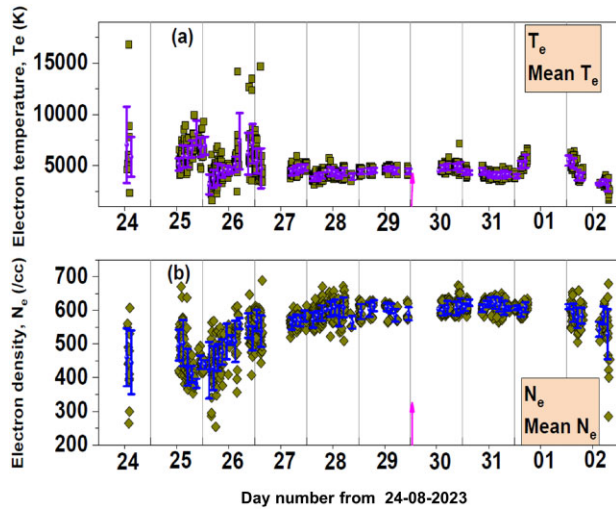 Electron temperature, Te (K)
(a)
Te
Mean Te
15000
10000
5000
24 25 26 27 28 29 30 31 01 02
Electron density, Ne (/cc)
(b)
700
600
500
400
300
200
Ne
Mean Ne
24 25 26 27 28 29 30 31 01 02
Day number from 24-08-2023